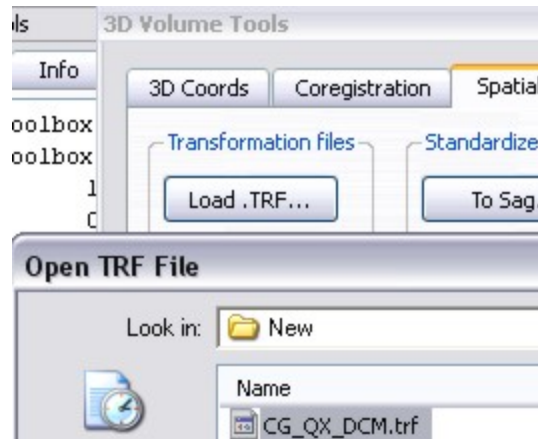 ols 3D Volume Tools
Info
3D Coords Coregistration Spatial
oolbox
Transformation files Standardize
oolbox
Load .TRF... To Sag.
Open TRF File
Look in: New
Name
CG_QX_DCM.trf